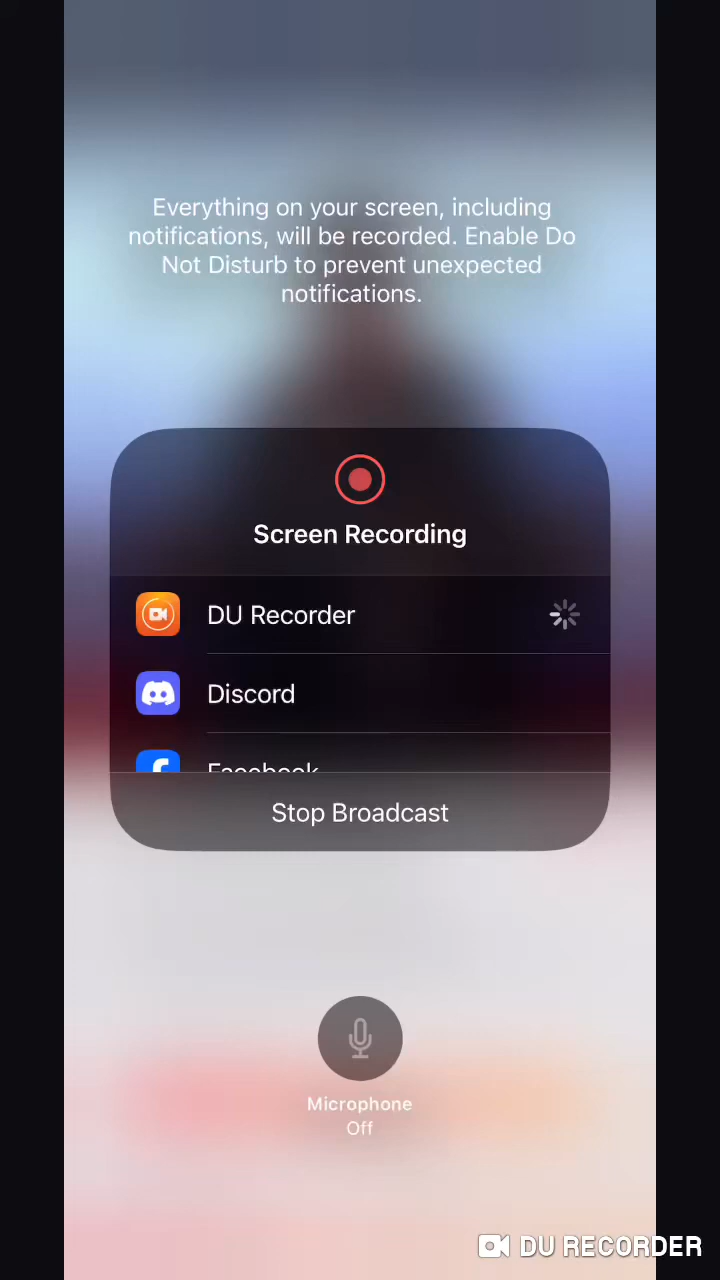 Everything on your screen, including
notifications, will be recorded. Enable Do
Not Disturb to prevent unexpected
notifications.
Screen Recording
DU Recorder
Discord
Facebook
Stop Broadcast
Microphone
Off
DU RECORDER